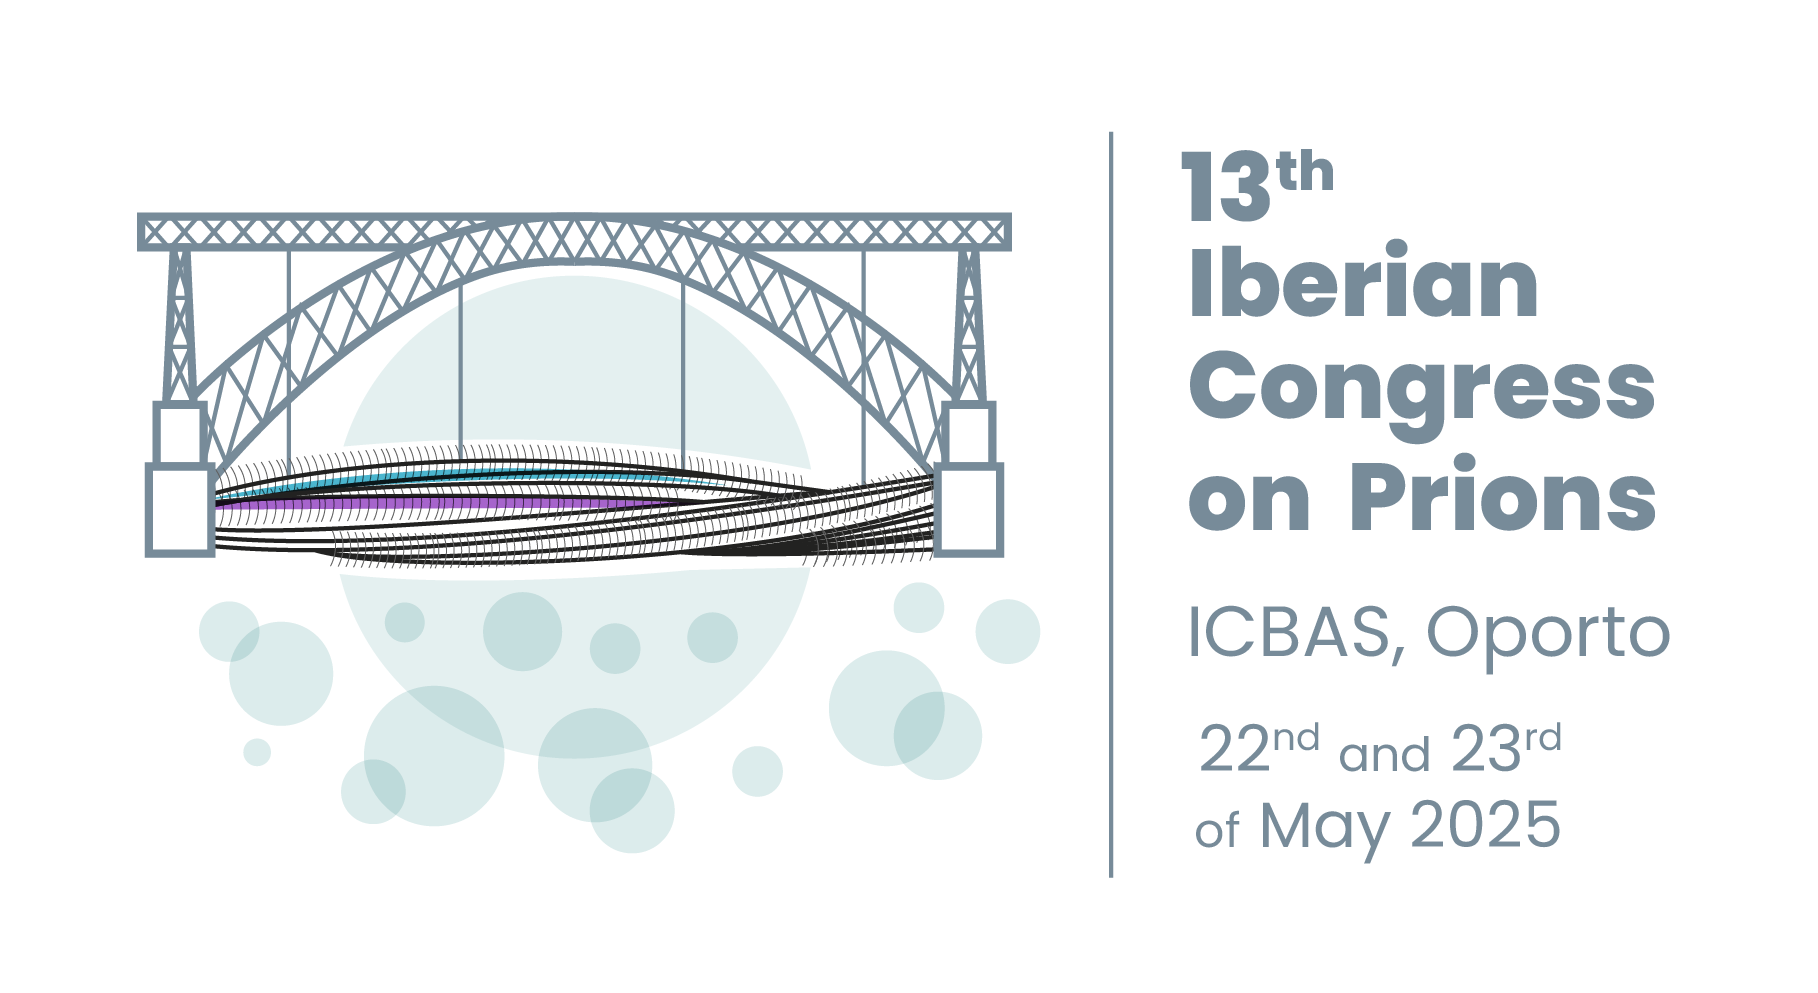 13th
Iberian
Congress
on Prions
ICBAS, Oporto
22nd and 23rd
of May 2025